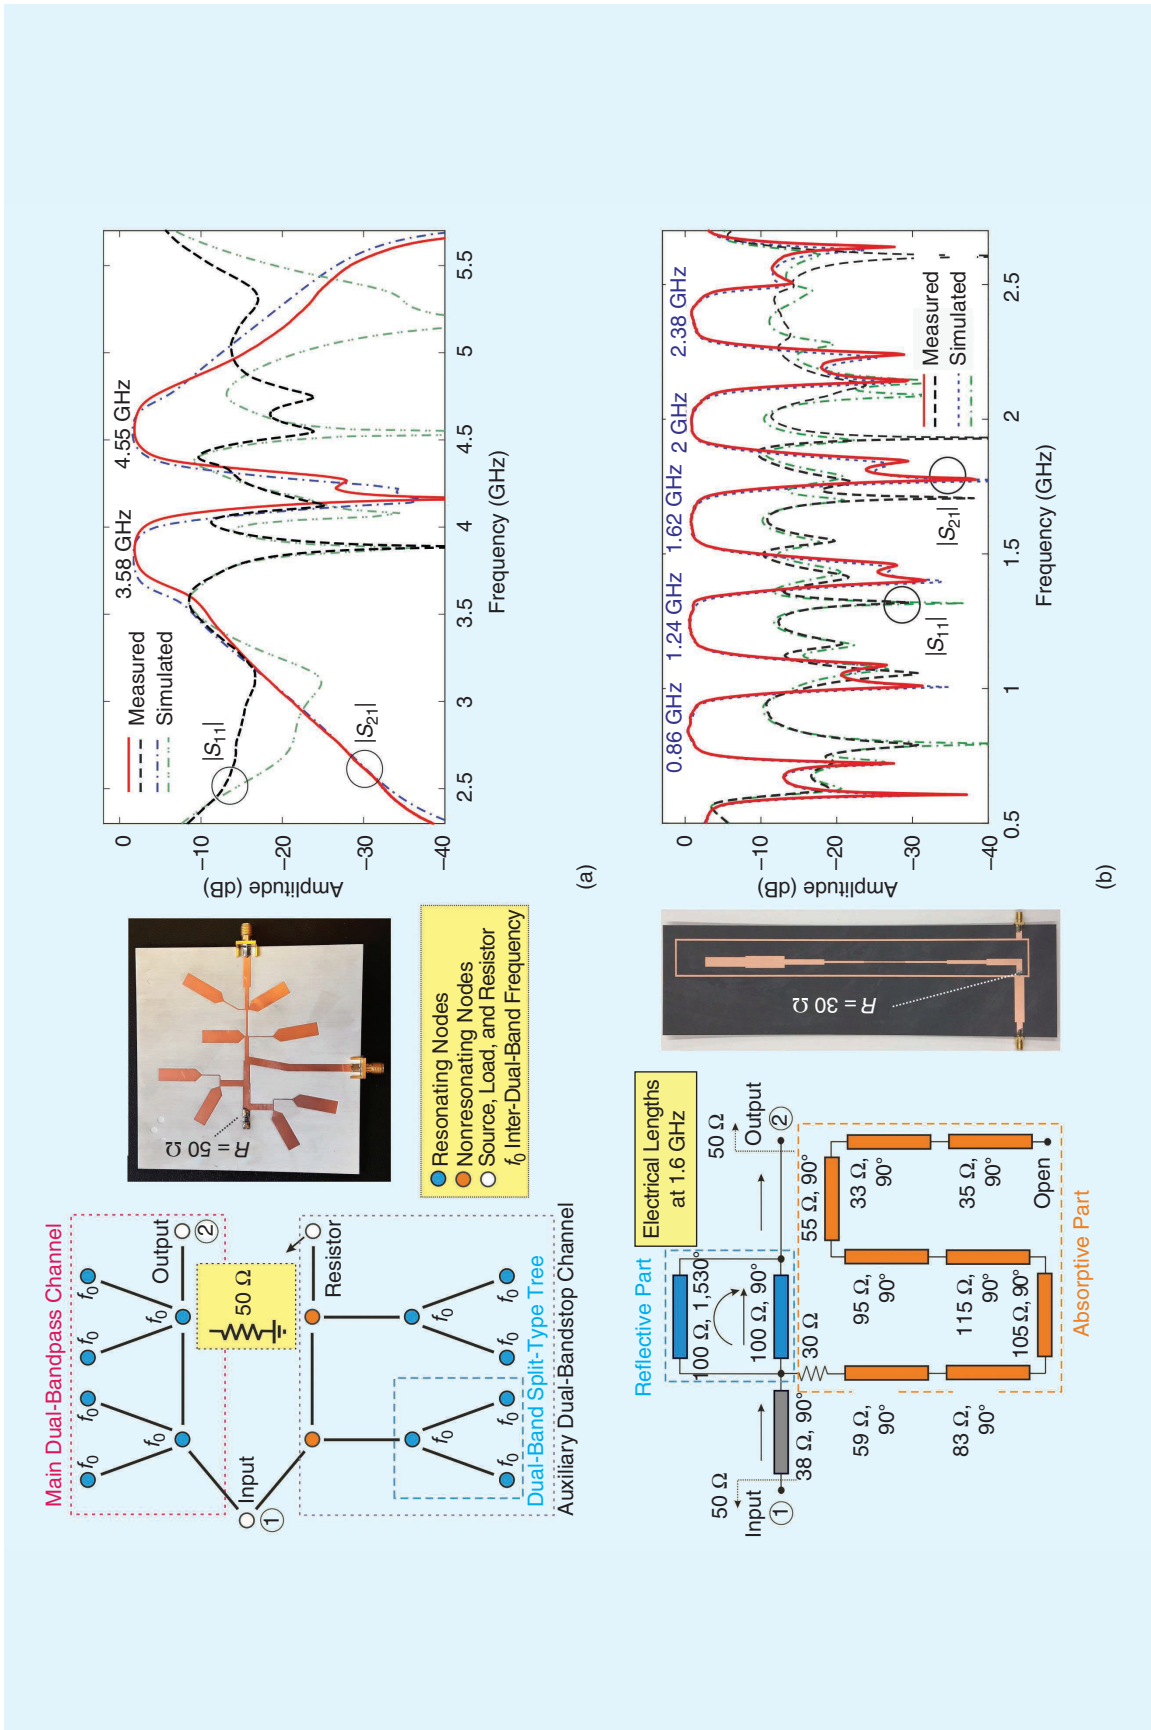 Main Dual-Bandpass Channel
f0
f0
f0
f0
f0
f0
Output
2
Input
1
50 Ω
Resistor
f0
f0
f0
f0
f0
f0
Dual-Band Split-Type Tree
Auxiliary Dual-Bandstop Channel
R = 50 Ω
Resonating Nodes
Nonresonating Nodes
Source, Load, and Resistor
f0 Inter-Dual-Band Frequency
3.58 GHz
4.55 GHz
Measured
Simulated
|S11|
|S21|
0
–10
–20
–30
–40
Amplitude (dB)
2.5
3
3.5
4
4.5
5
5.5
Frequency (GHz)
(a)
Electrical Lengths
at 1.6 GHz
Reflective Part
100 Ω, 1,530°
100 Ω, 90°
50 Ω
Input
1
38 Ω, 90°
50 Ω
Output
2
30 Ω
59 Ω,
90°
83 Ω,
90°
105 Ω, 90°
95 Ω,
90°
115 Ω,
90°
55 Ω, 90°
33 Ω,
90°
35 Ω,
90°
Open
Absorptive Part
R = 30 Ω
0.86 GHz
1.24 GHz
1.62 GHz
2 GHz
2.38 GHz
0
–10
–20
–30
–40
Amplitude (dB)
|S11|
|S21|
Measured
Simulated
0.5
1
1.5
2
2.5
Frequency (GHz)
(b)